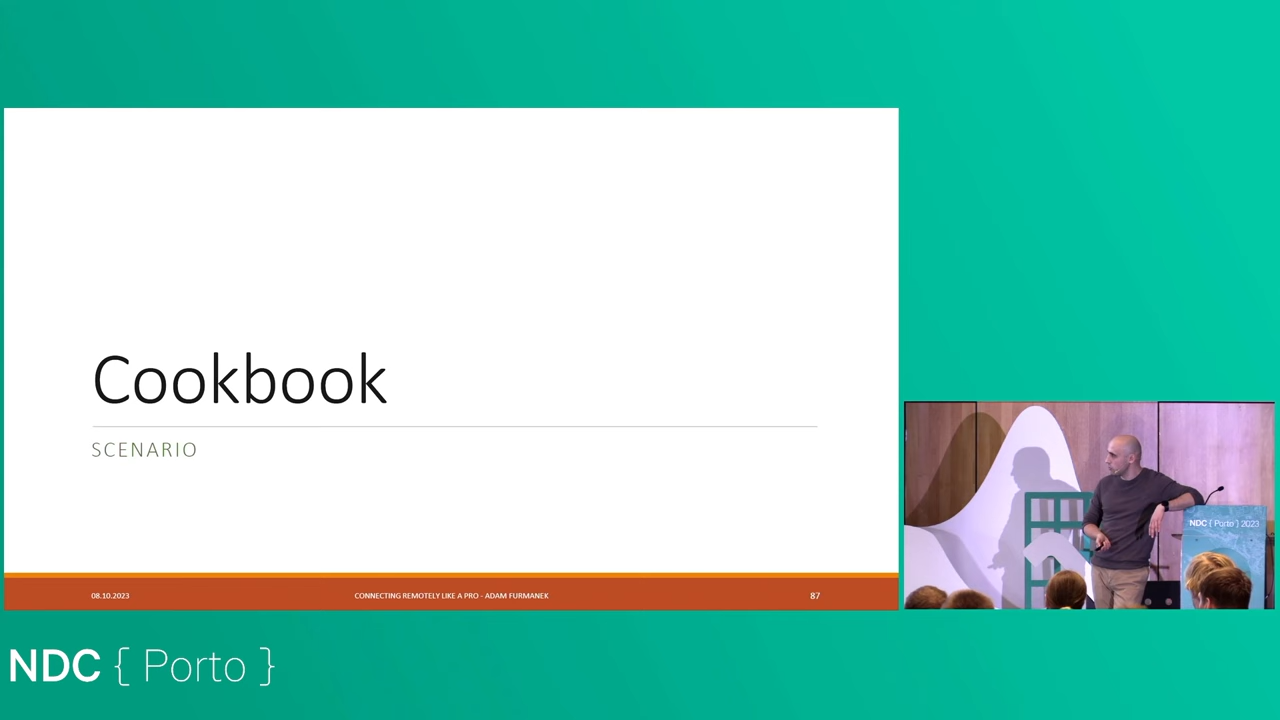 Cookbook
SCENARIO
08.10.2023
CONNECTING REMOTELY LIKE A PRO - ADAM FURMANEK
87
NDC { Porto } 2023
NDC { Porto }